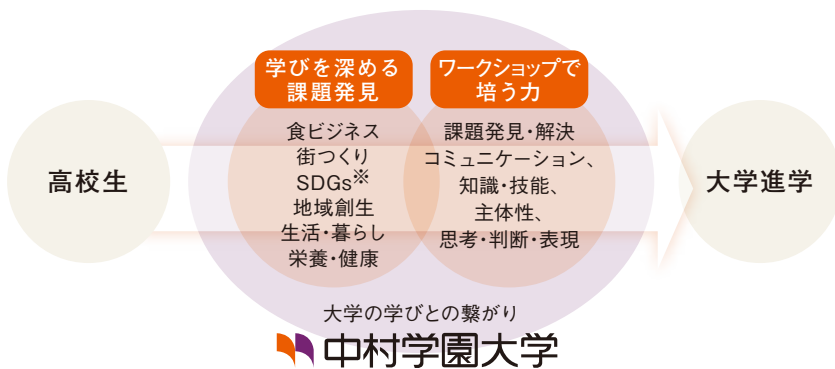 高校生
学びを深める
課題発見
食ビジネス
街つくり
SDGs※
地域創生
生活・暮らし
栄養・健康
ワークショップで
培う力
課題発見・解決
コミュニケーション、
知識・技能、
主体性、
思考・判断・表現
大学進学
大学の学びとの繋がり
中村学園大学